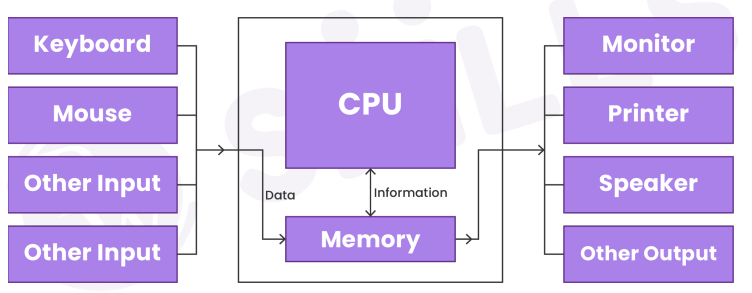 Keyboard
Mouse
Other Input
Other Input
CPU
Data
Information
Memory
Monitor
Printer
Speaker
Other Output